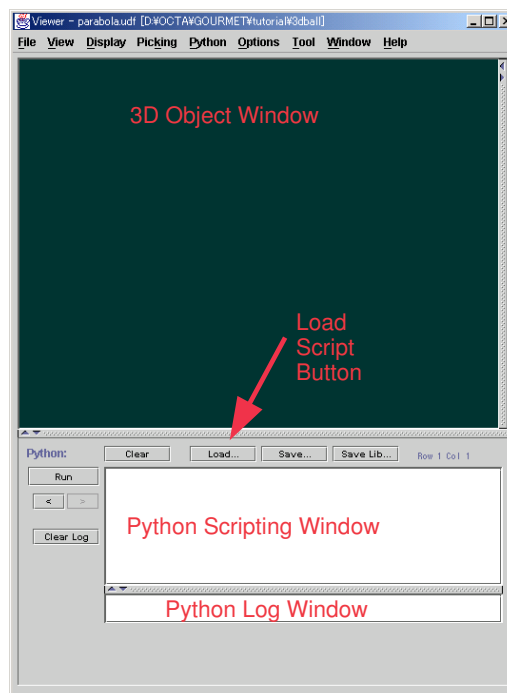 Viewer - parabola.udf [D:¥OCTA¥GOURMET¥tutorial¥3dball]
File View Display Picking Python Options Tool Window Help
3D Object Window
Load
Script
Button
Python: Clear Load... Save... Save Lib... Row 1 Col 1
Run
< >
Python Scripting Window
Clear Log
Python Log Window